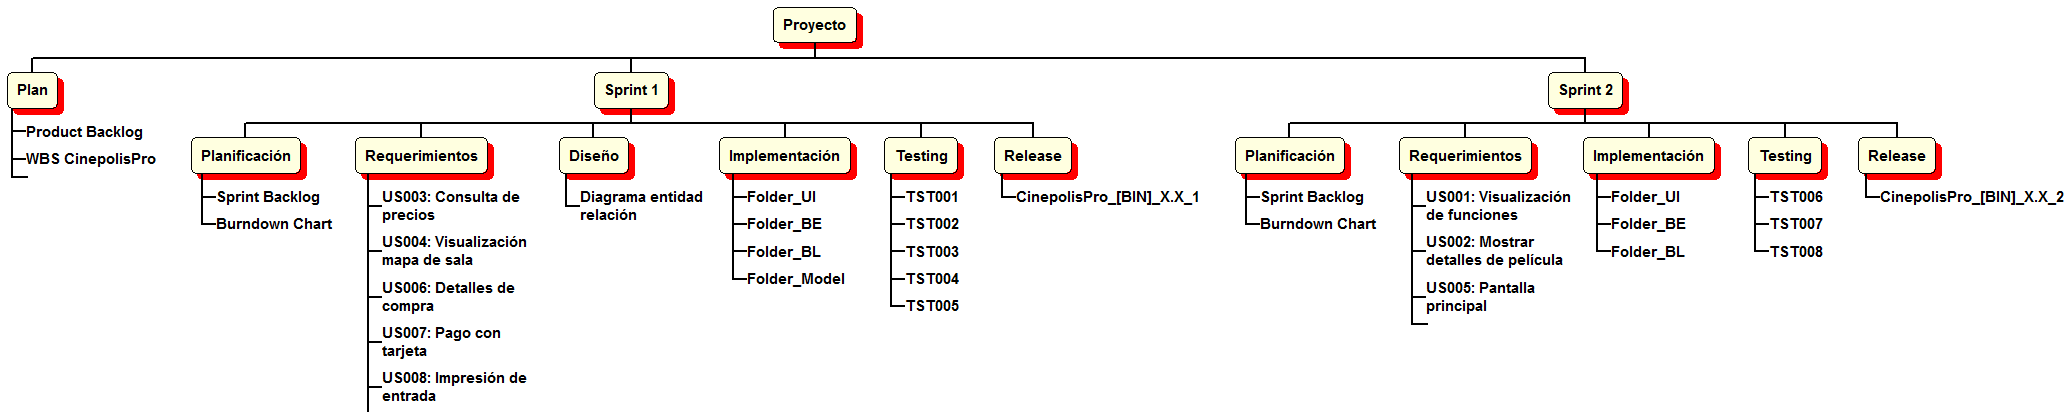 Proyecto
Plan
Product Backlog
WBS CinepolisPro
Sprint 1
Planificación
Sprint Backlog
Burndown Chart
Requerimientos
US003: Consulta de
precios
US004: Visualización
mapa de sala
US006: Detalles de
compra
US007: Pago con
tarjeta
US008: Impresión de
entrada
Diseño
Diagrama entidad
relación
Implementación
Folder_UI
Folder_BE
Folder_BL
Folder_Model
Testing
TST001
TST002
TST003
TST004
TST005
Release
CinepolisPro_[BIN]_X.X_1
Sprint 2
Planificación
Sprint Backlog
Burndown Chart
Requerimientos
US001: Visualización
de funciones
US002: Mostrar
detalles de película
US005: Pantalla
principal
Implementación
Folder_UI
Folder_BE
Folder_BL
Testing
TST006
TST007
TST008
Release
CinepolisPro_[BIN]_X.X_2